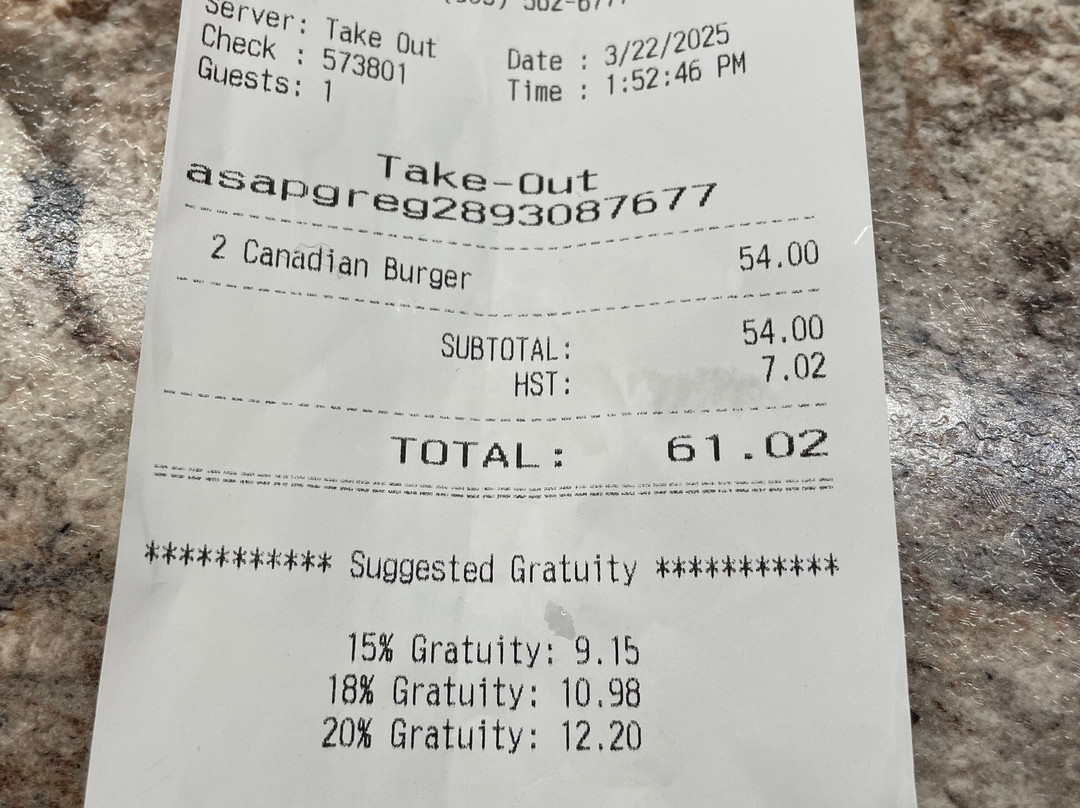 Server: Take Out
Check : 573801
Guests: 1
Date : 3/22/2025
Time : 1:52:46 PM
Take-Out
asapgreg2893087677
2 Canadian Burger 54.00
SUBTOTAL: 54.00
HST: 7.02
TOTAL: 61.02
*********** Suggested Gratuity ***********
15% Gratuity: 9.15
18% Gratuity: 10.98
20% Gratuity: 12.20